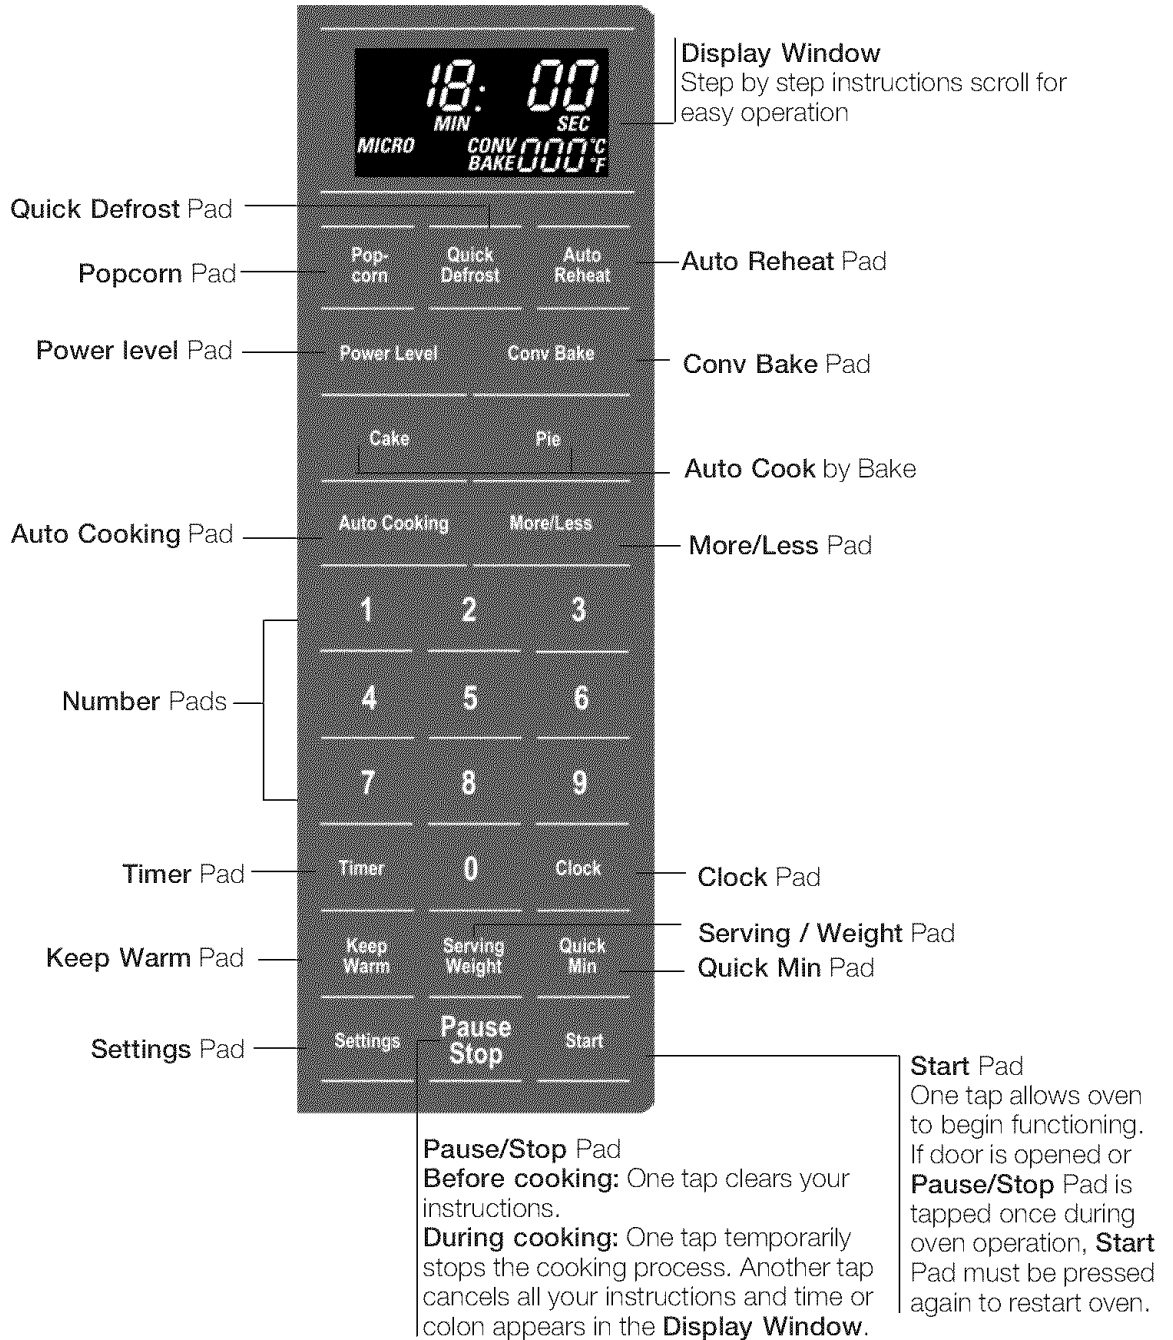 18: 00
MIN SEC
MICRO CONV BAKE 000 °C °F
Display Window
Step by step instructions scroll for
easy operation
Quick Defrost Pad
Popcorn Pad
Pop-
corn
Quick
Defrost
Auto
Reheat
Auto Reheat Pad
Power level Pad
Power Level
Conv Bake
Conv Bake Pad
Cake
Pie
Auto Cook by Bake
Auto Cooking Pad
Auto Cooking
More/Less
More/Less Pad
1 2 3
Number Pads
4 5 6
7 8 9
Timer Pad
Timer
0
Clock
Clock Pad
Keep Warm Pad
Keep
Warm
Serving
Weight
Quick
Min
Serving / Weight Pad
Quick Min Pad
Settings Pad
Settings
Pause
Stop
Start
Pause/Stop Pad
Before cooking: One tap clears your
instructions.
During cooking: One tap temporarily
stops the cooking process. Another tap
cancels all your instructions and time or
colon appears in the Display Window.
Start Pad
One tap allows oven
to begin functioning.
If door is opened or
Pause/Stop Pad is
tapped once during
oven operation, Start
Pad must be pressed
again to restart oven.